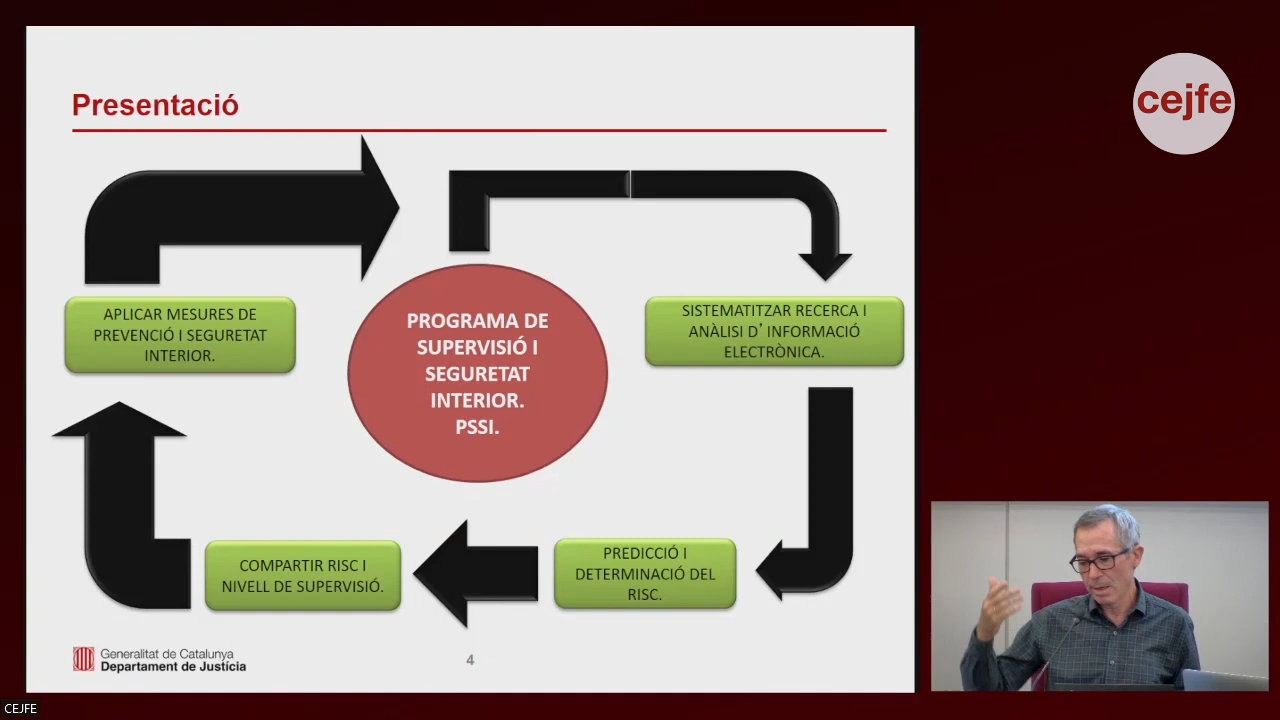 Presentació
cejfe
APLICAR MESURES DE
PREVENCIÓ I SEGURETAT
INTERIOR.
PROGRAMA DE
SUPERVISIÓ I
SEGURETAT
INTERIOR.
PSSI.
SISTEMATITZAR RECERCA I
ANÀLISI D’ INFORMACIÓ
ELECTRÒNICA.
COMPARTIR RISC I
NIVELL DE SUPERVISIÓ.
PREDICCIÓ I
DETERMINACIÓ DEL
RISC.
Generalitat de Catalunya
Departament de Justícia
4
CEJFE